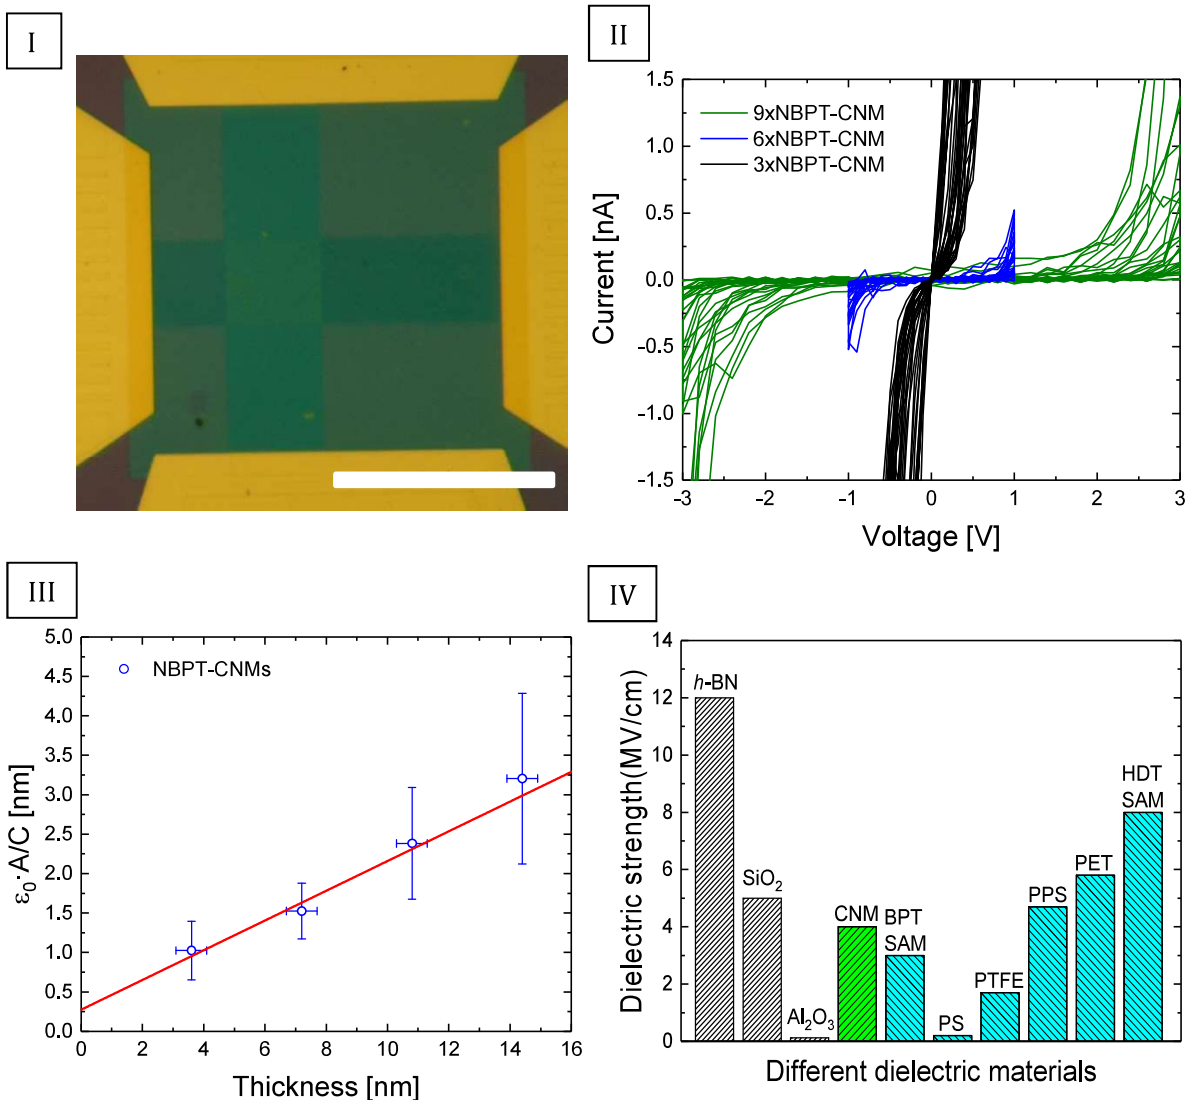 I
II
1.5
1.0
0.5
0.0
-0.5
-1.0
-1.5
Current [nA]
9xNBPT-CNM
6xNBPT-CNM
3xNBPT-CNM
-3
-2
-1
0
1
2
3
Voltage [V]
III
5.0
4.5
4.0
3.5
3.0
2.5
2.0
1.5
1.0
0.5
0.0
ε₀·A/C [nm]
NBPT-CNMs
0
2
4
6
8
10
12
14
16
Thickness [nm]
IV
14
12
10
8
6
4
2
0
Dielectric strength(MV/cm)
h-BN
SiO₂
Al₂O₃
CNM
BPT
SAM
PS
PTFE
PPS
PET
HDT
SAM
Different dielectric materials